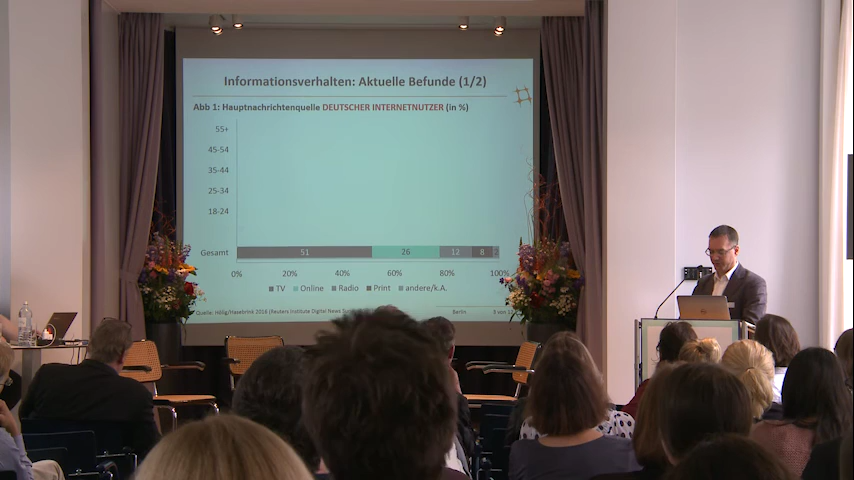 Informationsverhalten: Aktuelle Befunde (1/2)
Abb 1: Hauptnachrichtenquelle DEUTSCHER INTERNETNUTZER (in %)
55+
45-54
35-44
25-34
18-24
Gesamt 51 26 12 8
0% 20% 40% 60% 80% 100%
TV Online Radio Print andere/k.A.
Quelle: Hölig/Hasebrink 2016 (Reuters Institute Digital News
Berlin
8 von